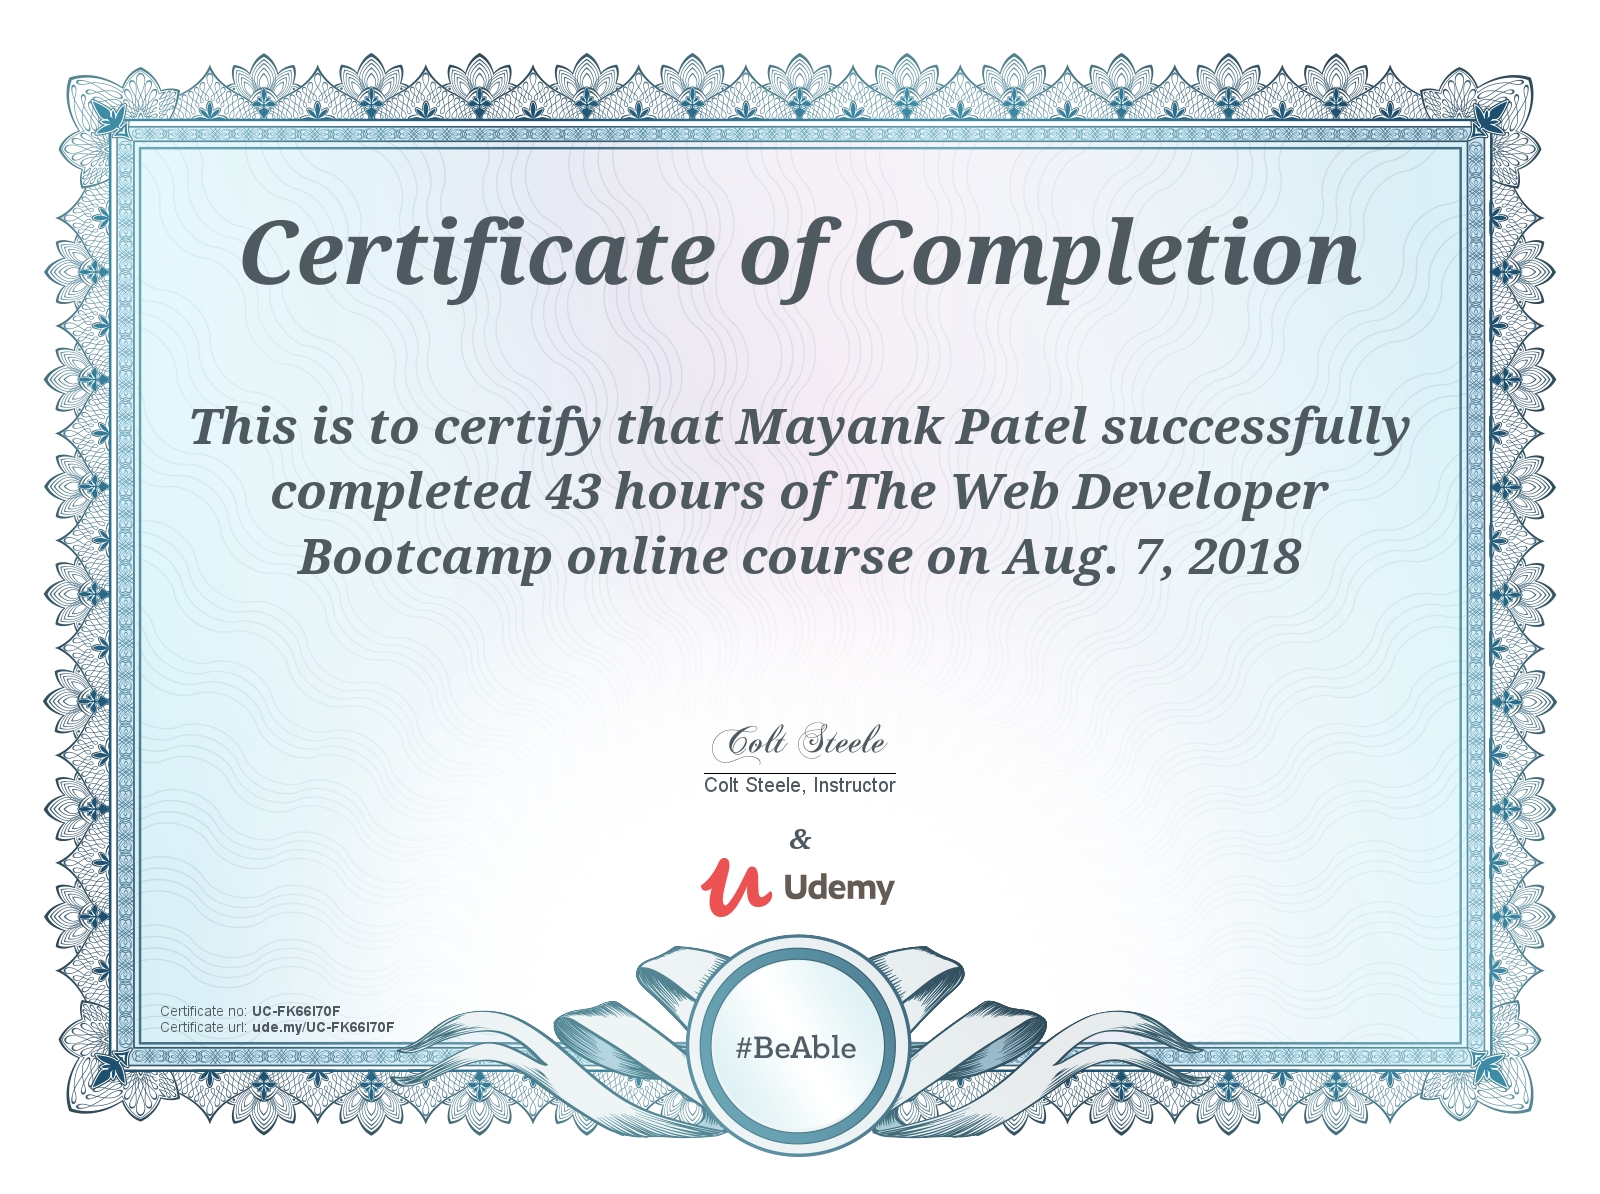 Certificate of Completion
This is to certify that Mayank Patel successfully
completed 43 hours of The Web Developer
Bootcamp online course on Aug. 7, 2018
Colt Steele
Colt Steele, Instructor
&
Udemy
Certificate no: UC-FK66I70F
Certificate url: ude.my/UC-FK66I70F
#BeAble